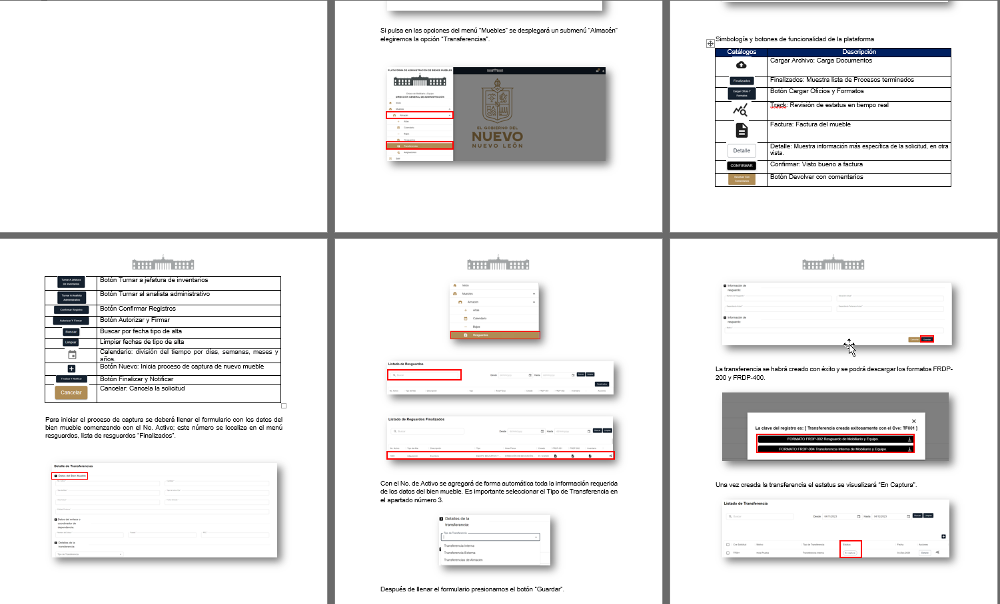 Si pulsa en las opciones del menú “Muebles” se desplegará un submenú “Almacén”
elegiremos la opción “Transferencias”.
PLATAFORMA DE ADMINISTRACIÓN DE BIENES MUEBLES
DIRECCIÓN GENERAL DE ADMINISTRACIÓN
Inicio
Muebles
Almacén
Altas
Calendario
Bajas
Resguardos
Transferencias
Salir
EL GOBIERNO DEL
NUEVO
NUEVO LEÓN
Simbología y botones de funcionalidad de la plataforma
Catálogos Descripción
Cargar Archivo: Carga Documentos
Finalizados Finalizados: Muestra lista de Procesos terminados
Cargar Oficio Y Formatos Botón Cargar Oficios y Formatos
Track: Revisión de estatus en tiempo real
Factura: Factura del mueble
Detalle Detalle: Muestra información más específica de la solicitud, en otra
vista.
CONFIRMAR Confirmar: Visto bueno a factura
Devolver Con Comentarios Botón Devolver con comentarios
Turnar A Jefatura De Inventarios Botón Turnar a jefatura de inventarios
Turnar A Analista Administrativo Botón Turnar al analista administrativo
Confirmar Registro Botón Confirmar Registros
Autorizar Y Firmar Botón Autorizar y Firmar
Buscar Buscar por fecha tipo de alta
Limpiar Limpiar fechas de tipo de alta
Calendario: división del tiempo por días, semanas, meses y
años.
Botón Nuevo: Inicia proceso de captura de nuevo mueble
Finalizar Y Notificar Botón Finalizar y Notificar
Cancelar Cancelar: Cancela la solicitud
Para iniciar el proceso de captura se deberá llenar el formulario con los datos del
bien mueble comenzando con el No. Activo; este número se localiza en el menú
resguardos, lista de resguardos “Finalizados”.
Detalle de Transferencias
Datos del Bien Mueble
Datos del enlace o
coordinador de
dependencia
Detalles de la
transferencia:
Tipo de Transferencia
Inicio
Muebles
Almacén
Altas
Calendario
Bajas
Resguardos
Listado de Resguardos
Busca
Desde Hasta Buscar Limpiar
Finalizados
Listado de Reguardos Finalizados
Busca
Desde Hasta Buscar Limpiar
Con el No. de Activo se agregará de forma automática toda la información requerida
de los datos del bien mueble. Es importante seleccionar el Tipo de Transferencia en
el apartado número 3.
3 Detalles de la
transferencia:
Tipo de Transferencia
Transferencia Interna
Transferencia Externa
Transferencias de Almacén
Después de llenar el formulario presionamos el botón “Guardar”.
Información de
resguardo
Información de
resguardo
Guardar
La transferencia se habrá creado con éxito y se podrá descargar los formatos FRDP-
200 y FRDP-400.
La clave del registro es: [ Transferencia creada exitosamente con el Cve: TF001 ]
FORMATO FRDP-002 Resguardo de Mobiliario y Equipo.
FORMATO FRDP-004 Transferencia Interna de Mobiliario y Equipo.
Una vez creada la transferencia el estatus se visualizará “En Captura”.
Listado de Transferencia
Busca
Desde 04/11/2023 Hasta 04/12/2023 Buscar Limpiar
Cve Solicitud Motivo Tipo de Transferencia Estatus Fecha Acciones
TF001 Nota Prueba Transferencia Interna En captura 04-Dec-2023 Detalle